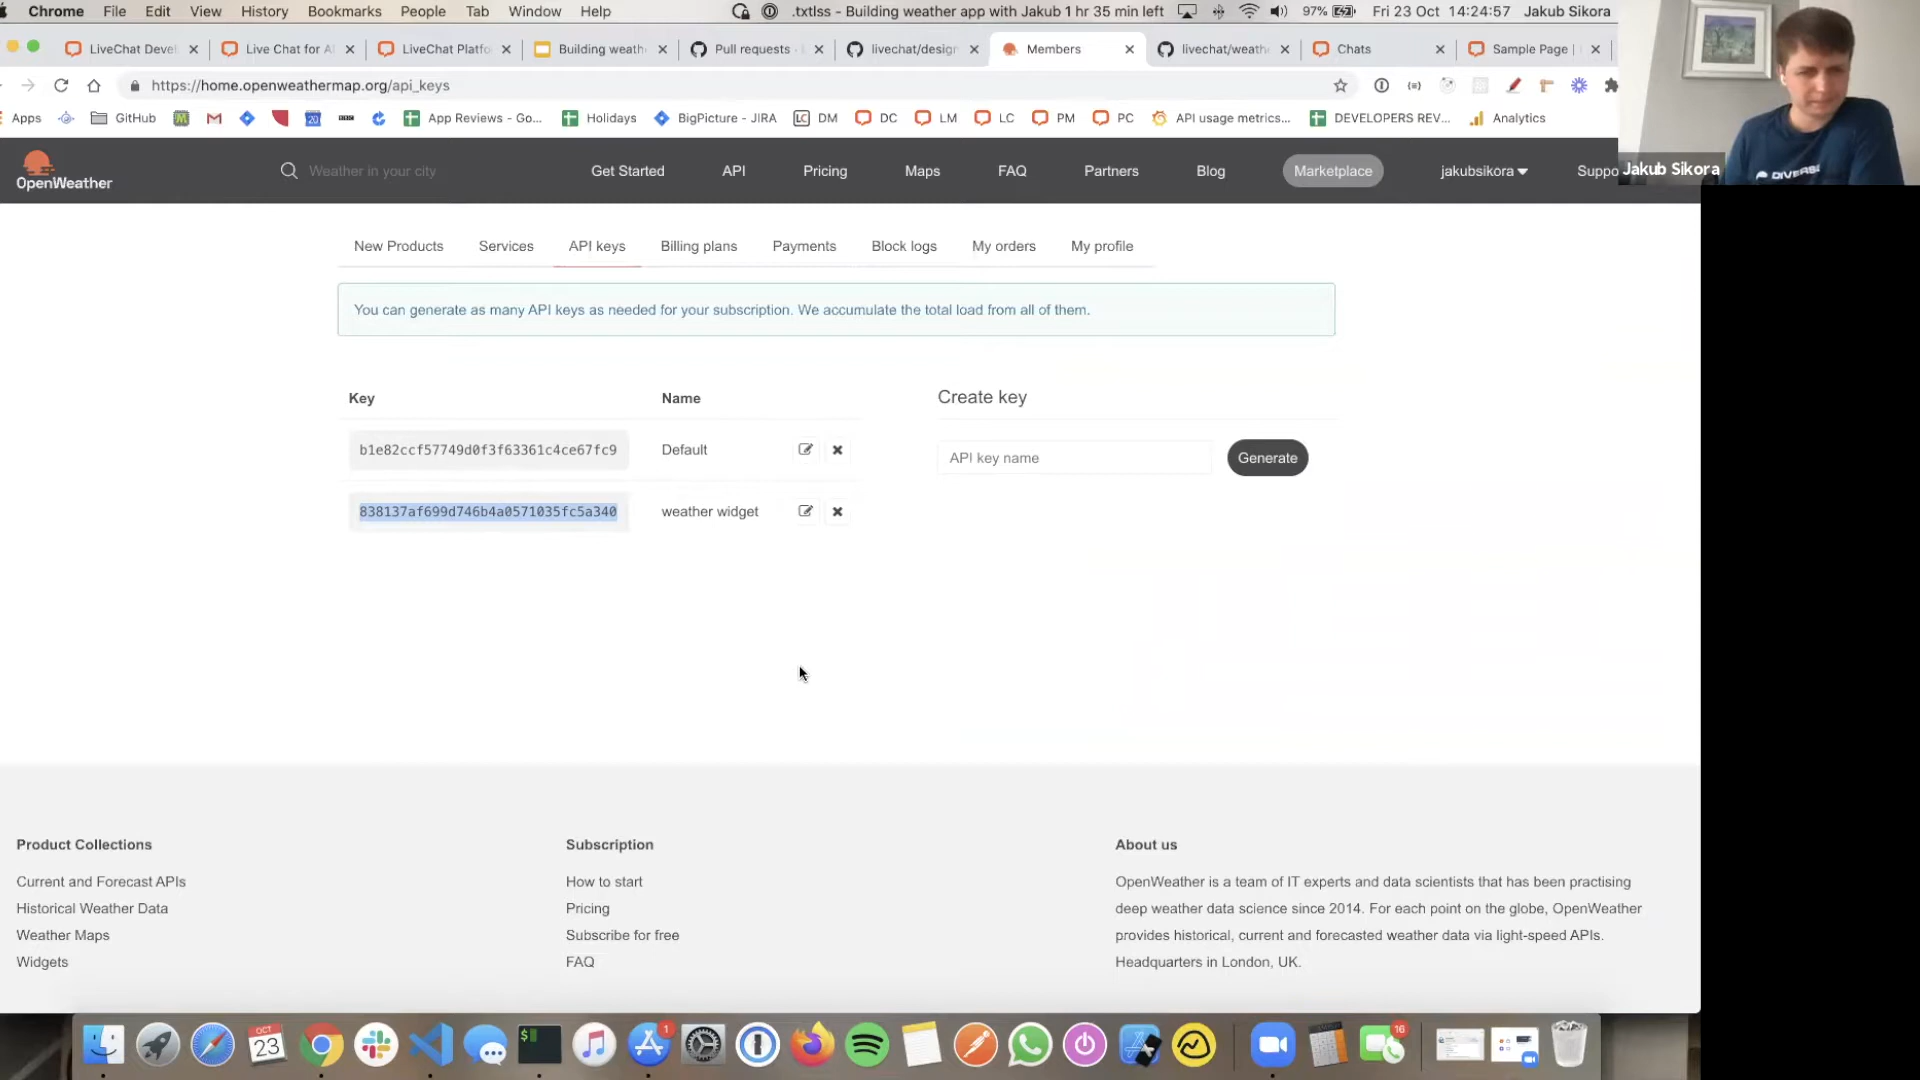 Chrome File Edit View History Bookmarks People Tab Window Help .txtlss - Building weather app with Jakub 1 hr 35 min left 97% Fri 23 Oct 14:24:57 Jakub Sikora
LiveChat Deve Live Chat for A LiveChat Platfo Building weath Pull requests livechat/desig Members livechat/weath Chats Sample Page
https://home.openweathermap.org/api_keys
Apps GitHub App Reviews - Go... Holidays BigPicture - JIRA DM DC LM LC PM PC API usage metrics... DEVELOPERS REV... Analytics
OpenWeather Weather in your city Get Started API Pricing Maps FAQ Partners Blog Marketplace jakubsikora Suppo
Jakub Sikora
New Products Services API keys Billing plans Payments Block logs My orders My profile
You can generate as many API keys as needed for your subscription. We accumulate the total load from all of them.
Key Name Create key
b1e82ccf57749d0f3f63361c4ce67fc9 Default
API key name Generate
838137af699d746b4a0571035fc5a340 weather widget
Product Collections
Current and Forecast APIs
Historical Weather Data
Weather Maps
Widgets
Subscription
How to start
Pricing
Subscribe for free
FAQ
About us
OpenWeather is a team of IT experts and data scientists that has been practising
deep weather data science since 2014. For each point on the globe, OpenWeather
provides historical, current and forecasted weather data via light-speed APIs.
Headquarters in London, UK.
OCT
23
1
16